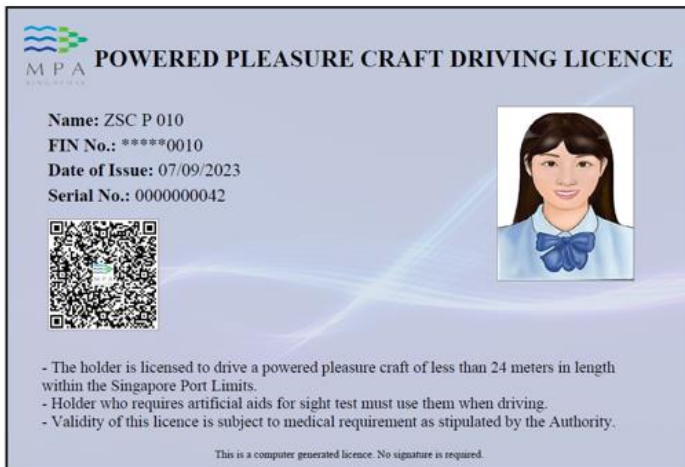 MPA
SINGAPORE
POWERED PLEASURE CRAFT DRIVING LICENCE
Name: ZSC P 010
FIN No.: *****0010
Date of Issue: 07/09/2023
Serial No.: 0000000042
MPA
- The holder is licensed to drive a powered pleasure craft of less than 24 meters in length
within the Singapore Port Limits.
- Holder who requires artificial aids for sight test must use them when driving.
- Validity of this licence is subject to medical requirement as stipulated by the Authority.
This is a computer generated licence. No signature is required.